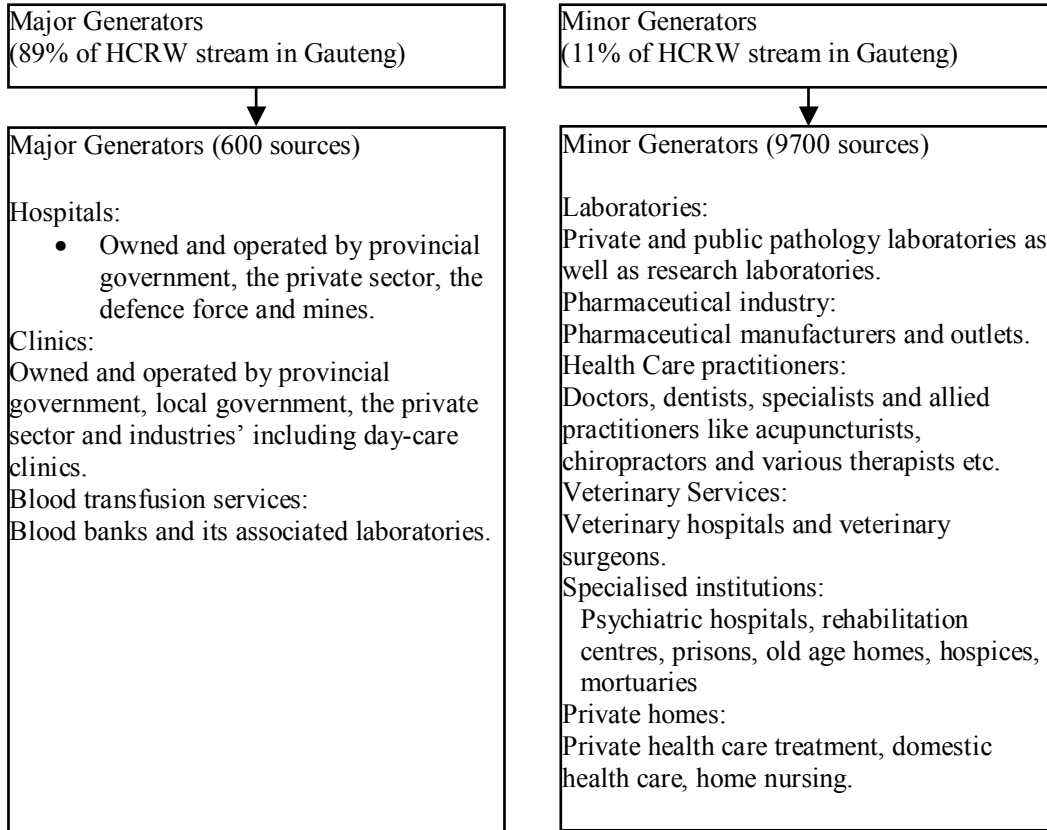 Major Generators
(89% of HCRW stream in Gauteng)
Major Generators (600 sources)
Hospitals:
• Owned and operated by provincial
government, the private sector, the
defence force and mines.
Clinics:
Owned and operated by provincial
government, local government, the private
sector and industries’ including day-care
clinics.
Blood transfusion services:
Blood banks and its associated laboratories.
Minor Generators
(11% of HCRW stream in Gauteng)
Minor Generators (9700 sources)
Laboratories:
Private and public pathology laboratories as
well as research laboratories.
Pharmaceutical industry:
Pharmaceutical manufacturers and outlets.
Health Care practitioners:
Doctors, dentists, specialists and allied
practitioners like acupuncturists,
chiropractors and various therapists etc.
Veterinary Services:
Veterinary hospitals and veterinary
surgeons.
Specialised institutions:
Psychiatric hospitals, rehabilitation
centres, prisons, old age homes, hospices,
mortuaries
Private homes:
Private health care treatment, domestic
health care, home nursing.